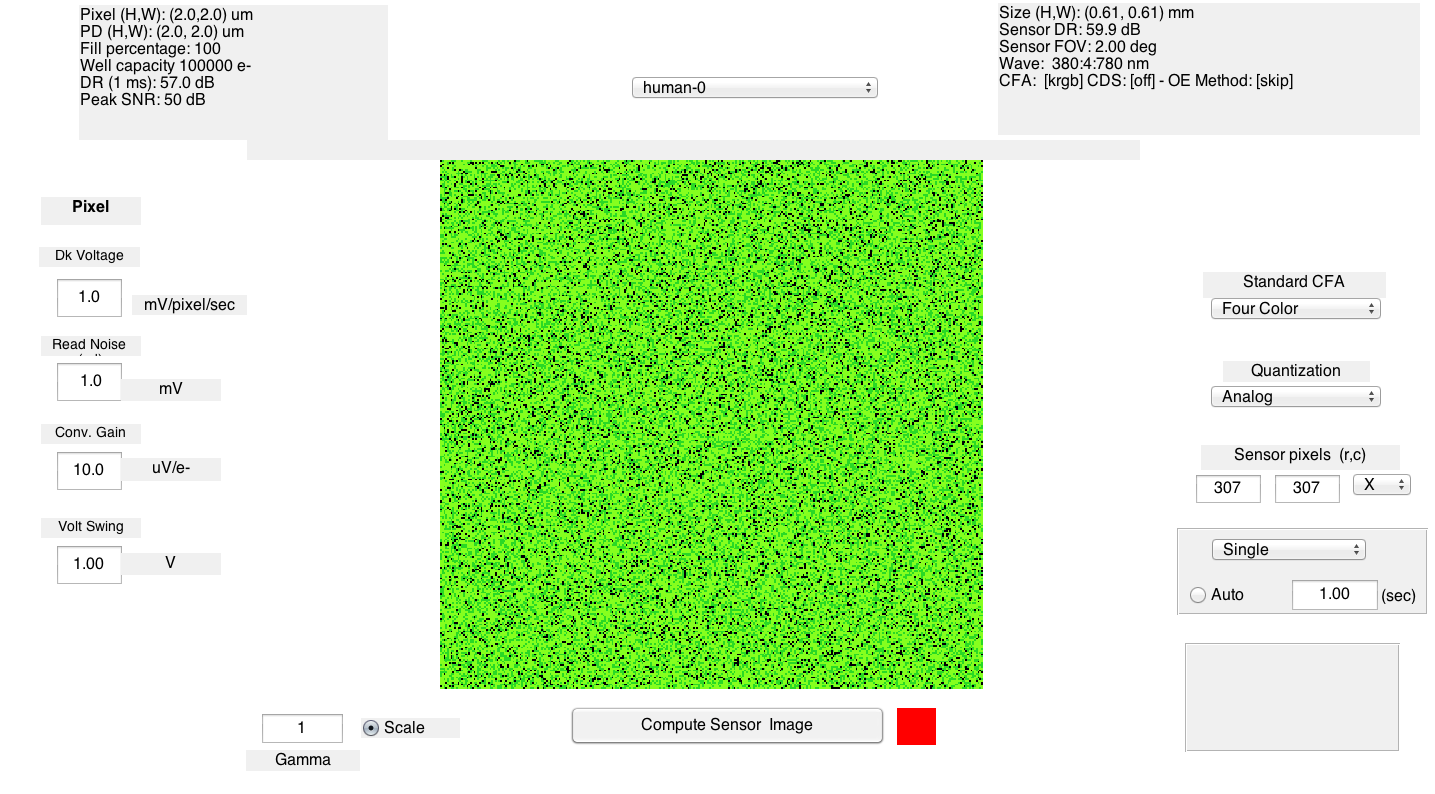 Pixel (H,W): (2.0,2.0) um
PD (H,W): (2.0, 2.0) um
Fill percentage: 100
Well capacity 100000 e-
DR (1 ms): 57.0 dB
Peak SNR: 50 dB
human-0
Size (H,W): (0.61, 0.61) mm
Sensor DR: 59.9 dB
Sensor FOV: 2.00 deg
Wave: 380:4:780 nm
CFA: [krgb] CDS: [off] - OE Method: [skip]
Pixel
Dk Voltage
1.0 mV/pixel/sec
Read Noise
1.0 mV
Conv. Gain
10.0 uV/e-
Volt Swing
1.00 V
Standard CFA
Four Color
Quantization
Analog
Sensor pixels (r,c)
307 307 X
Single
Auto 1.00 (sec)
1 Scale
Gamma
Compute Sensor Image